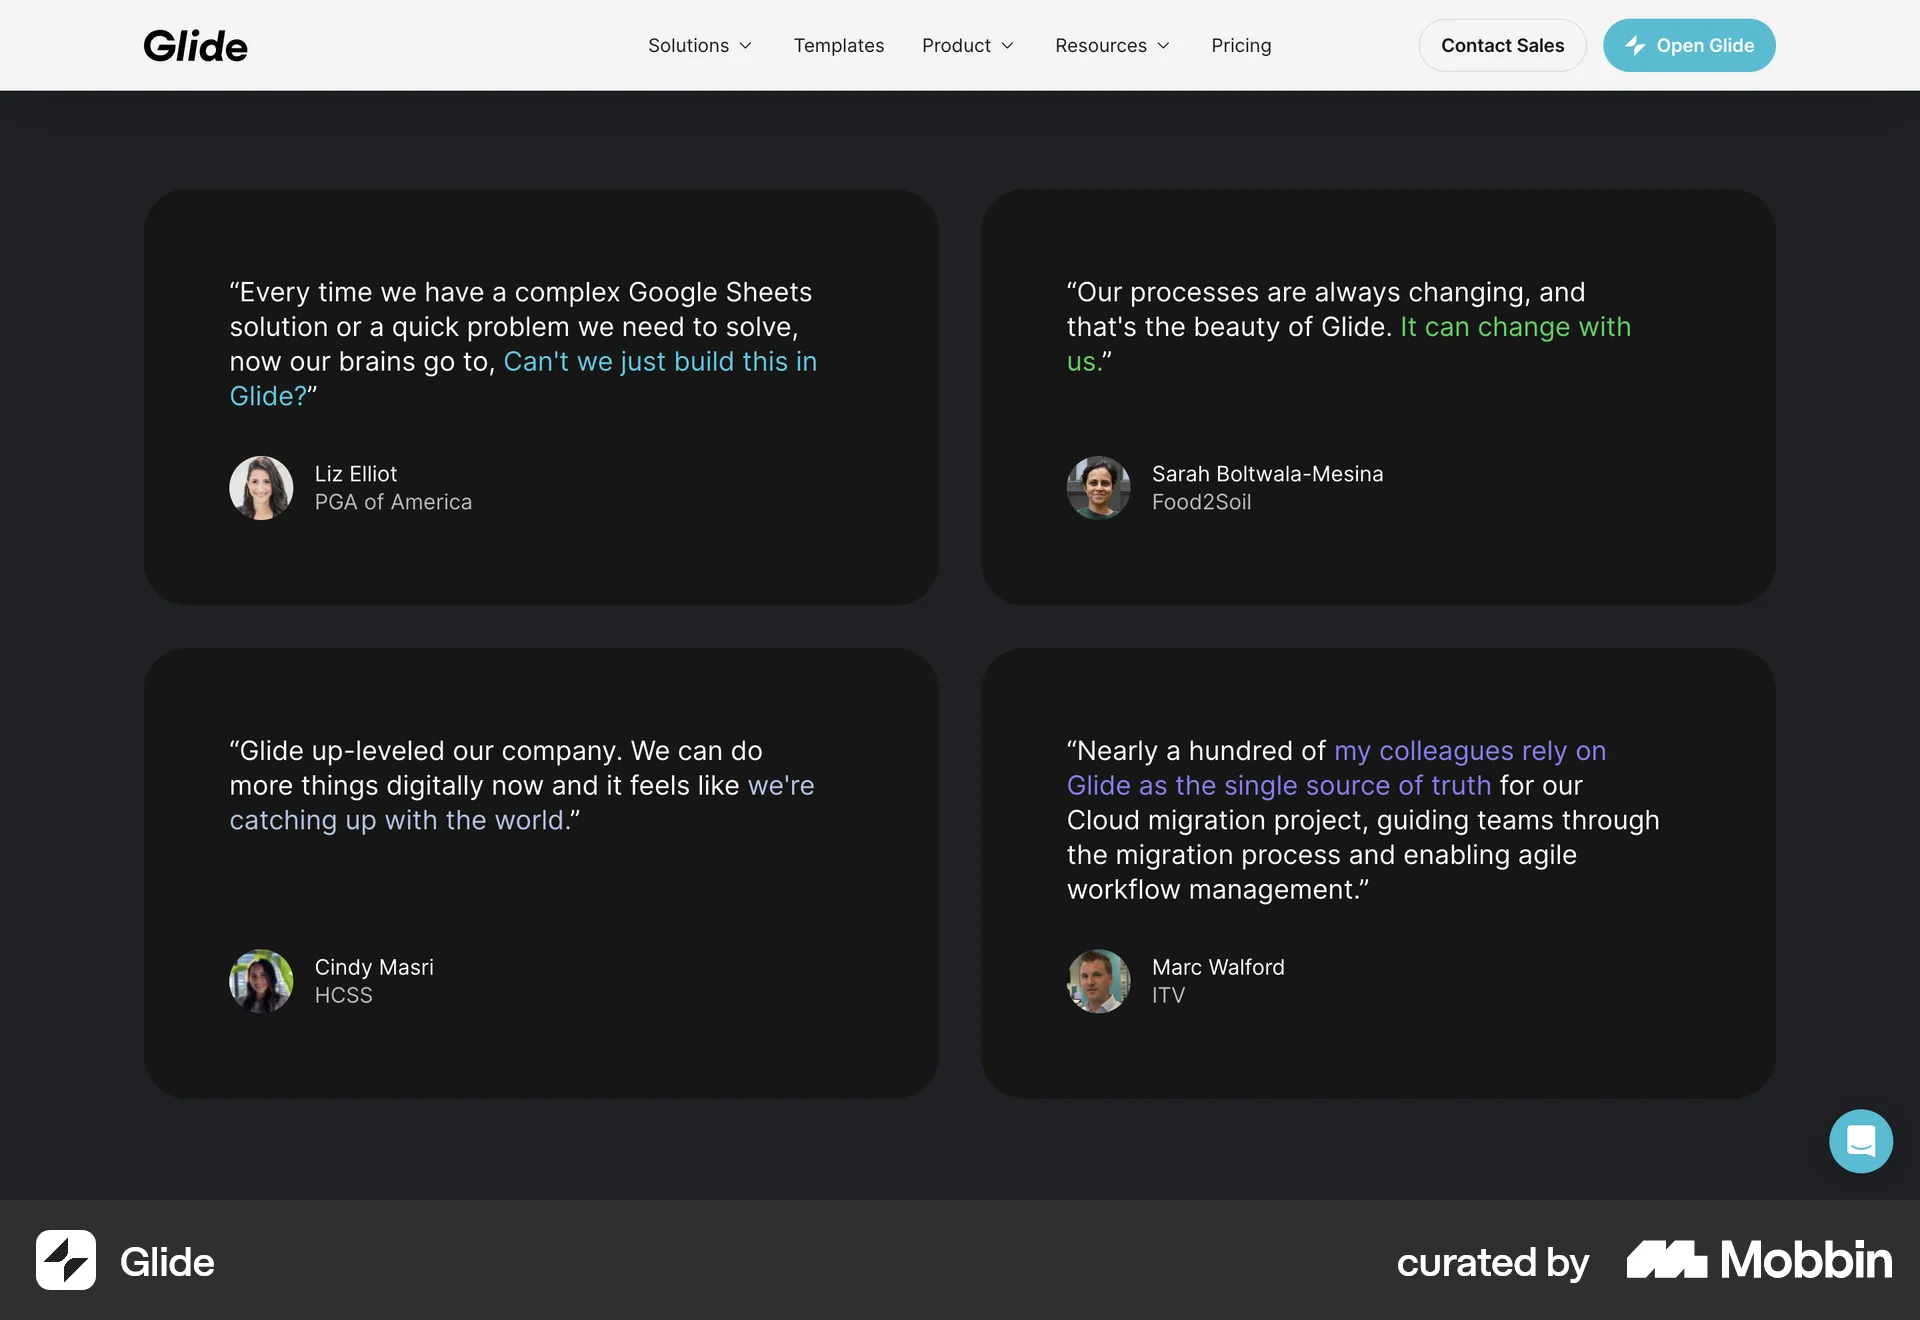 Glide
Solutions
Templates
Product
Resources
Pricing
Contact Sales
Open Glide
“Every time we have a complex Google Sheets
solution or a quick problem we need to solve,
now our brains go to, Can't we just build this in
Glide?”
Liz Elliot
PGA of America
“Our processes are always changing, and
that's the beauty of Glide. It can change with
us.”
Sarah Boltwala-Mesina
Food2Soil
“Glide up-leveled our company. We can do
more things digitally now and it feels like we're
catching up with the world.”
Cindy Masri
HCSS
“Nearly a hundred of my colleagues rely on
Glide as the single source of truth for our
Cloud migration project, guiding teams through
the migration process and enabling agile
workflow management.”
Marc Walford
ITV
Glide
curated by
Mobbin